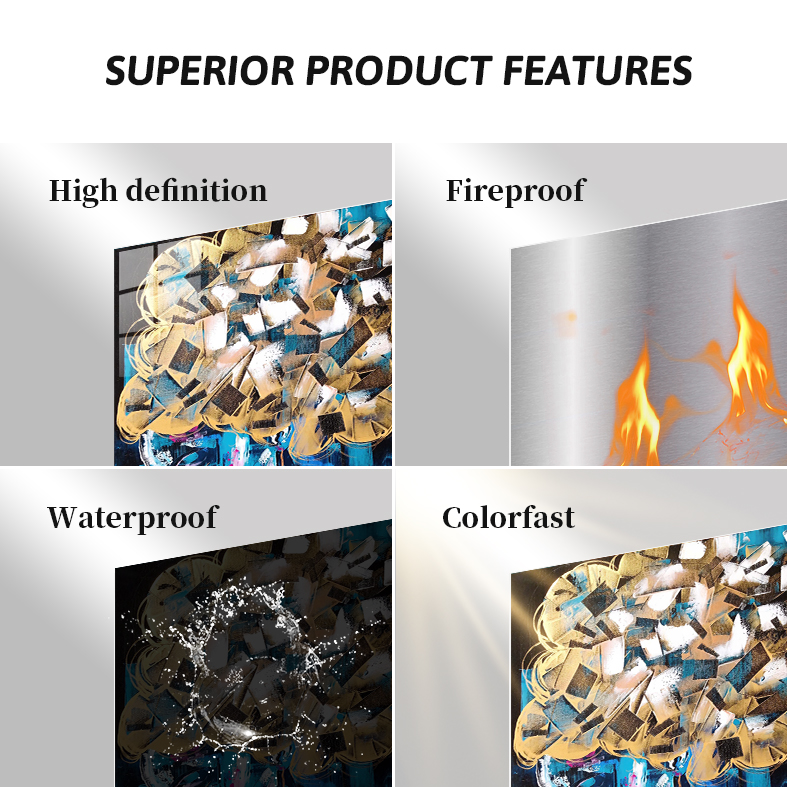 SUPERIOR PRODUCT FEATURES
High definition
Fireproof
Waterproof
Colorfast